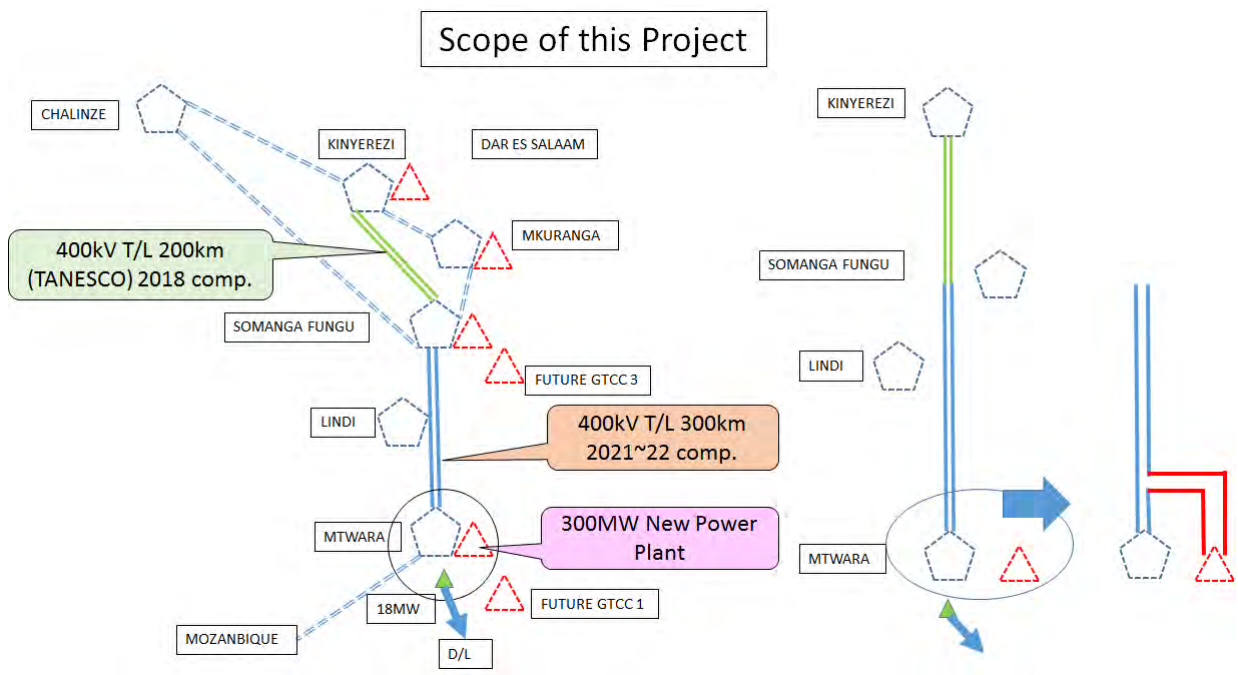 Scope of this Project
CHALINZE
KINYEREZI
DAR ES SALAAM
MKURANGA
400kV T/L 200km
(TANESCO) 2018 comp.
SOMANGA FUNGU
FUTURE GTCC 3
LINDI
400kV T/L 300km
2021~22 comp.
MTWARA
300MW New Power
Plant
18MW
FUTURE GTCC 1
MOZANBIQUE
D/L
KINYEREZI
SOMANGA FUNGU
LINDI
MTWARA